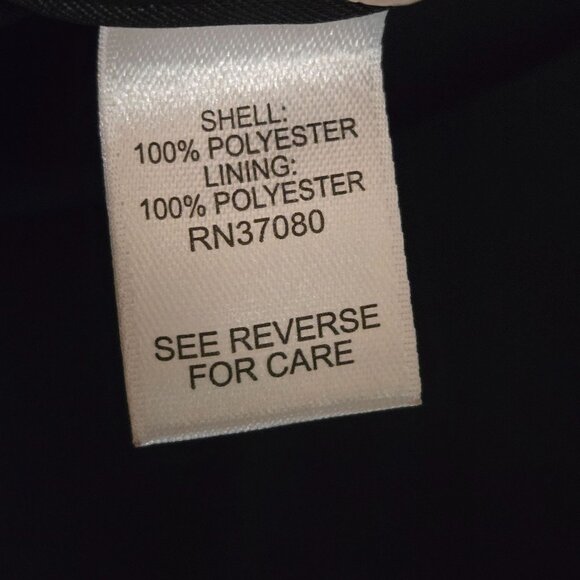 SHELL:
100% POLYESTER
LINING:
100% POLYESTER
RN37080
SEE REVERSE
FOR CARE